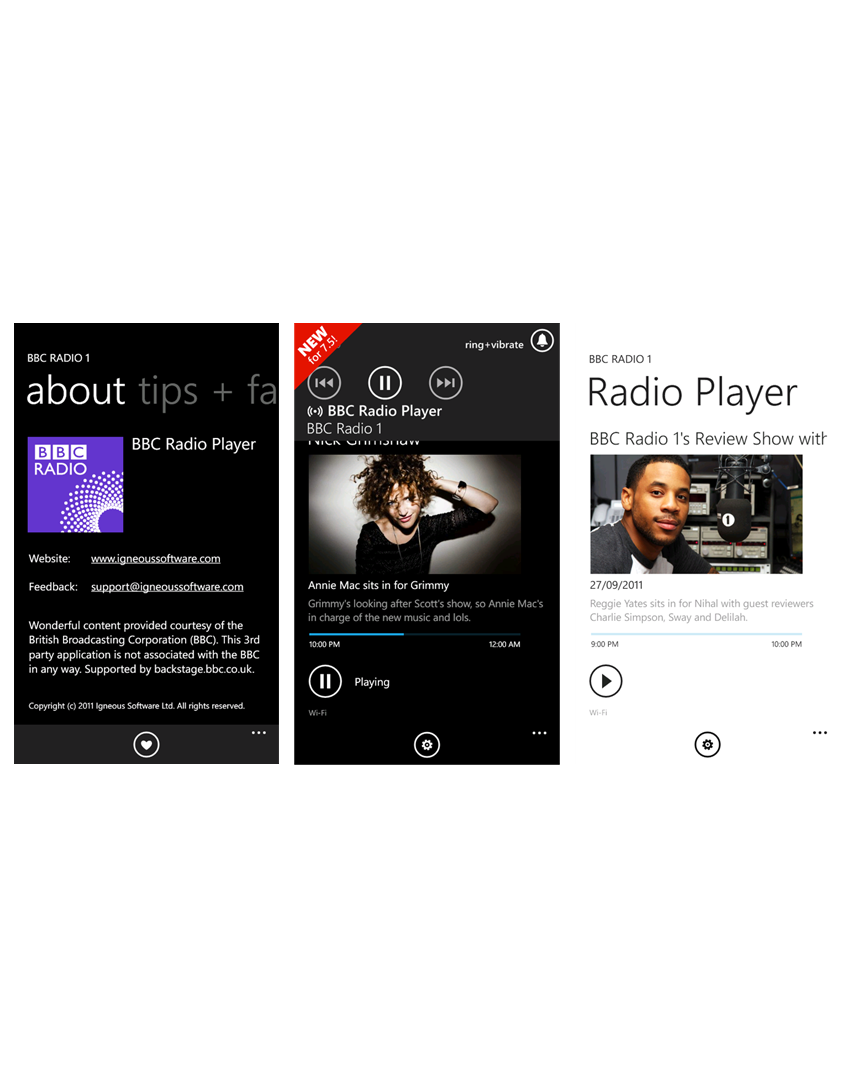 BBC RADIO 1
about tips + fa
BBC
RADIO
BBC Radio Player
Website: www.igneoussoftware.com
Feedback: support@igneoussoftware.com
Wonderful content provided courtesy of the
British Broadcasting Corporation (BBC). This 3rd
party application is not associated with the BBC
in any way. Supported by backstage.bbc.co.uk.
Copyright (c) 2011 Igneous Software Ltd. All rights reserved.
NEW
for 7.5!
ring+vibrate
BBC Radio Player
BBC Radio 1
Nick Grimshaw
Annie Mac sits in for Grimmy
Grimmy's looking after Scott's show, so Annie Mac's
in charge of the new music and lols.
10:00 PM 12:00 AM
Playing
Wi-Fi
BBC RADIO 1
Radio Player
BBC Radio 1's Review Show with
1
27/09/2011
Reggie Yates sits in for Nihal with guest reviewers
Charlie Simpson, Sway and Delilah.
9:00 PM 10:00 PM
Wi-Fi